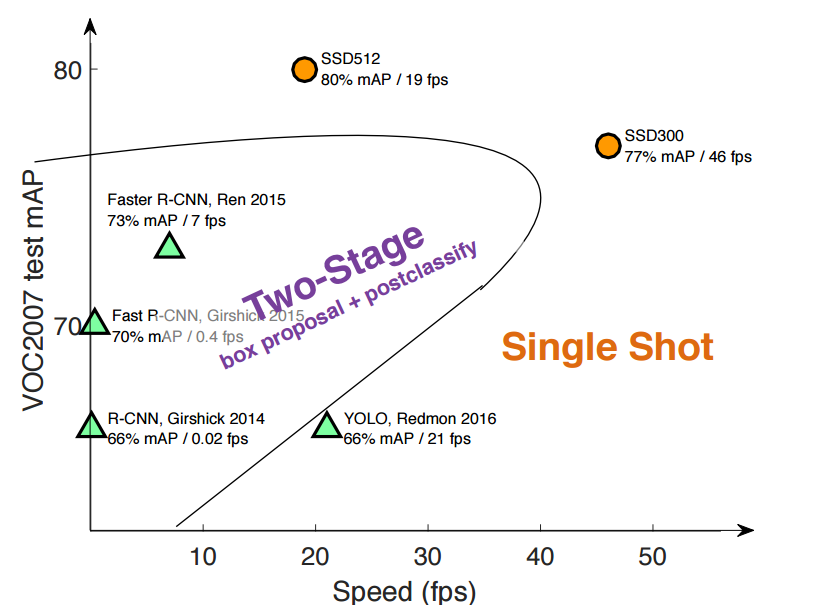 80
SSD512
80% mAP / 19 fps
SSD300
77% mAP / 46 fps
Faster R-CNN, Ren 2015
73% mAP / 7 fps
Two-Stage
box proposal + postclassify
70
Fast R-CNN, Girshick 2015
70% mAP / 0.4 fps
Single Shot
R-CNN, Girshick 2014
66% mAP / 0.02 fps
YOLO, Redmon 2016
66% mAP / 21 fps
VOC2007 test mAP
10 20 30 40 50
Speed (fps)